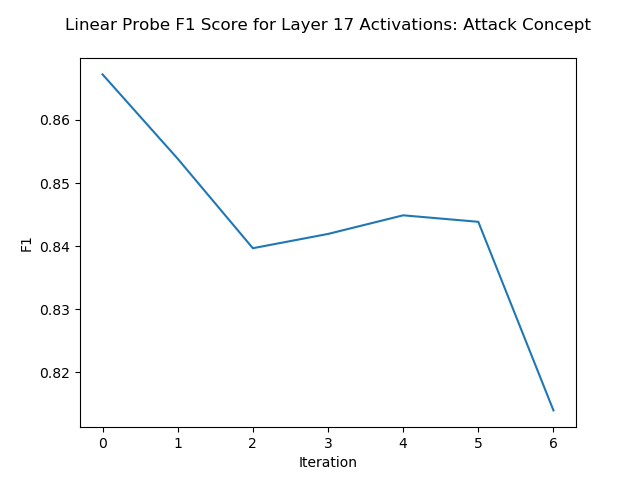 Linear Probe F1 Score for Layer 17 Activations: Attack Concept
0.86
0.85
0.84
0.83
0.82
F1
0 1 2 3 4 5 6
Iteration